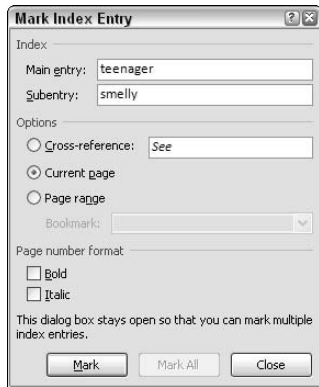 Mark Index Entry
Index
Main entry: teenager
Subentry: smelly
Options
Cross-reference: See
Current page
Page range
Bookmark:
Page number format
Bold
Italic
This dialog box stays open so that you can mark multiple
index entries.
Mark Mark All Close